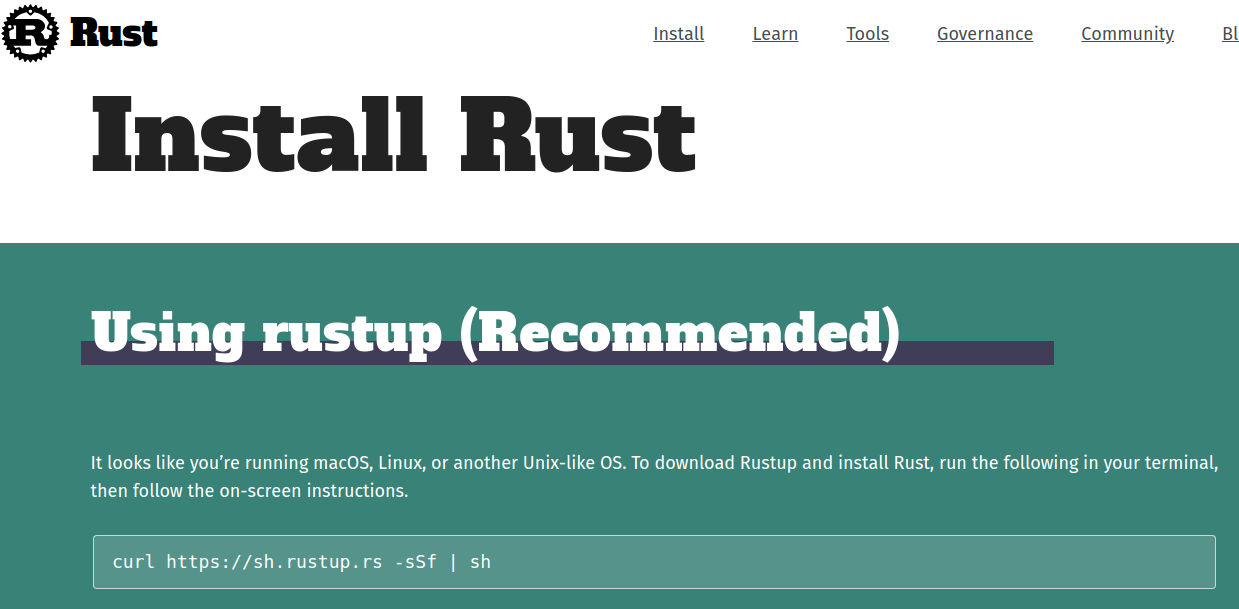 Rust
Install Learn Tools Governance Community Bl
Install Rust
Using rustup (Recommended)
It looks like you’re running macOS, Linux, or another Unix-like OS. To download Rustup and install Rust, run the following in your terminal,
then follow the on-screen instructions.
curl https://sh.rustup.rs -sSf | sh